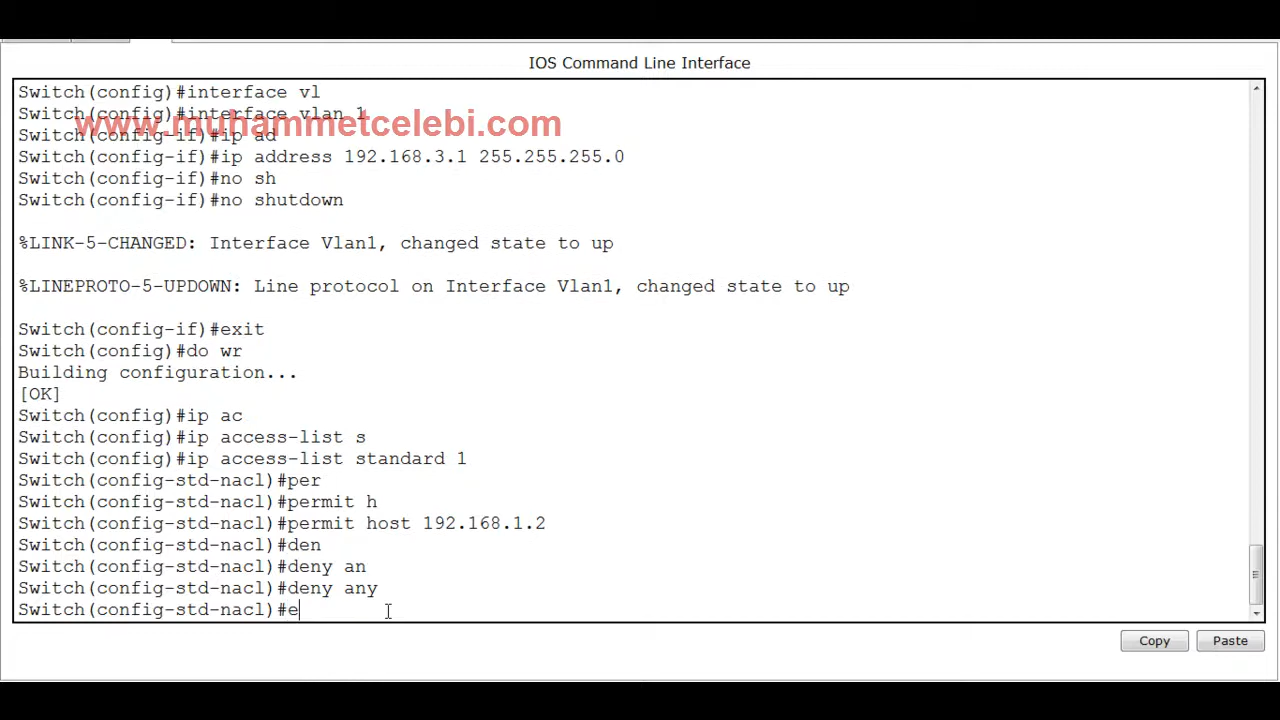 IOS Command Line Interface
Switch(config)#interface vl
Switch(config)#interface vlan 1
www.muhammetcelebi.com
Switch(config-if)#ip ad
Switch(config-if)#ip address 192.168.3.1 255.255.255.0
Switch(config-if)#no sh
Switch(config-if)#no shutdown
%LINK-5-CHANGED: Interface Vlan1, changed state to up
%LINEPROTO-5-UPDOWN: Line protocol on Interface Vlan1, changed state to up
Switch(config-if)#exit
Switch(config)#do wr
Building configuration...
[OK]
Switch(config)#ip ac
Switch(config)#ip access-list s
Switch(config)#ip access-list standard 1
Switch(config-std-nacl)#per
Switch(config-std-nacl)#permit h
Switch(config-std-nacl)#permit host 192.168.1.2
Switch(config-std-nacl)#den
Switch(config-std-nacl)#deny an
Switch(config-std-nacl)#deny any
Switch(config-std-nacl)#e
Copy
Paste